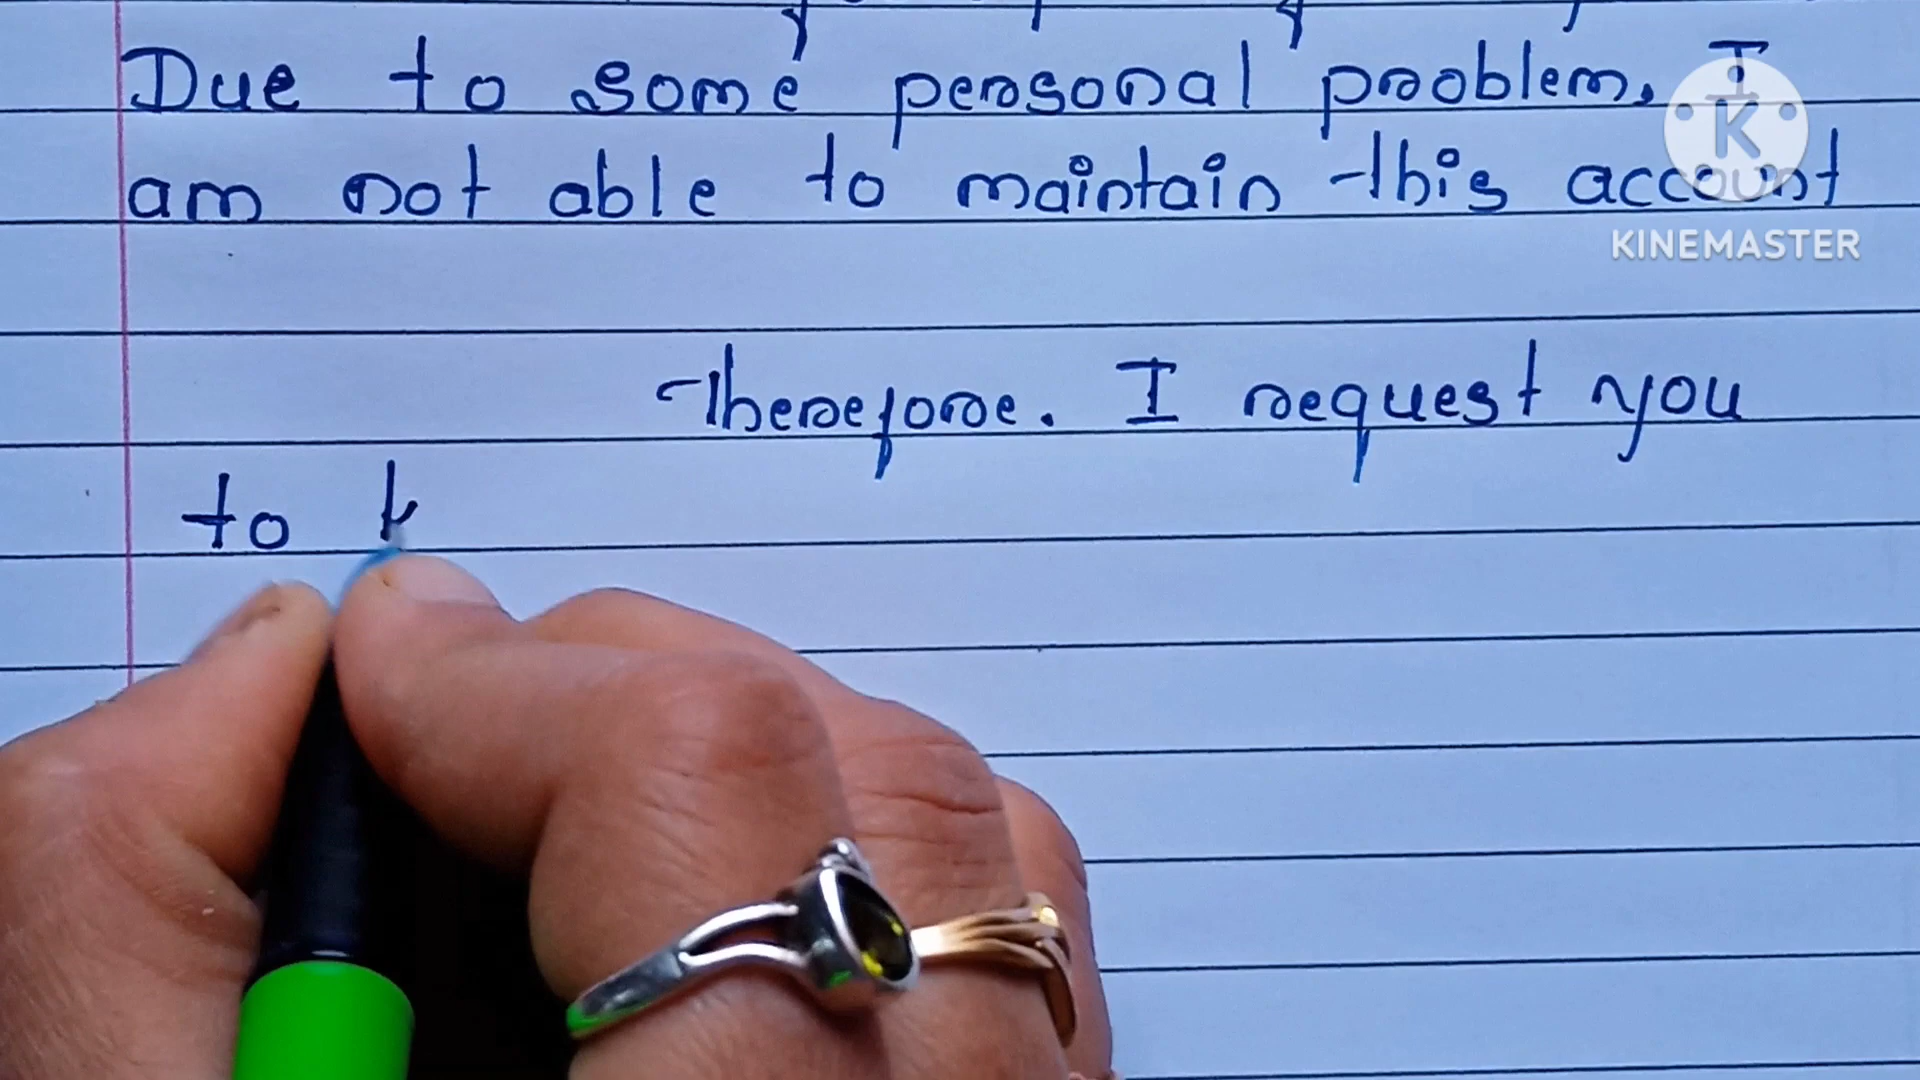 Due to some personal problem, I
am not able to maintain this account
K
KINEMASTER
Therefore. I request you
to